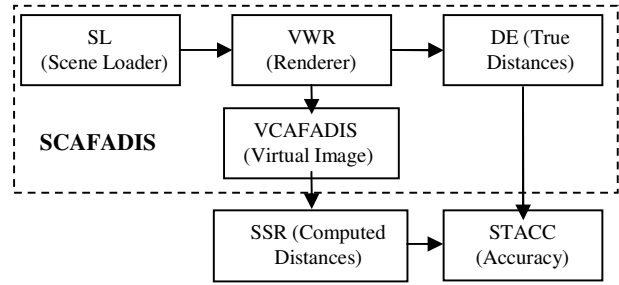 SL
(Scene Loader)
VWR
(Renderer)
DE (True
Distances)
SCAFADIS
VCAFADIS
(Virtual Image)
SSR (Computed
Distances)
STACC
(Accuracy)